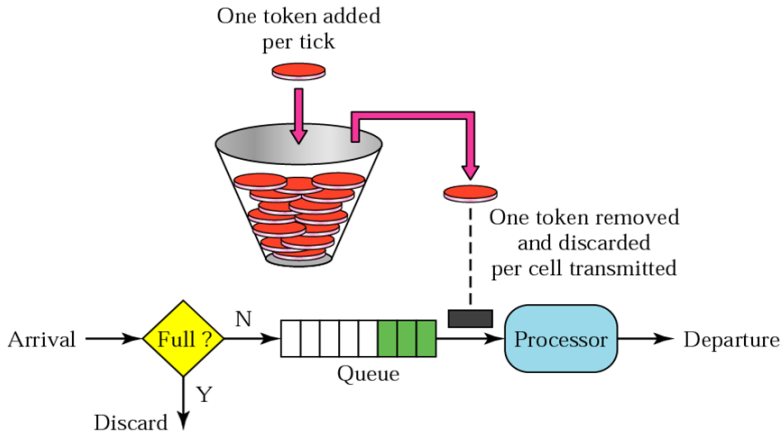 One token added
per tick
One token removed
and discarded
per cell transmitted
Arrival
Full ?
N
Queue
Processor
Departure
Y
Discard